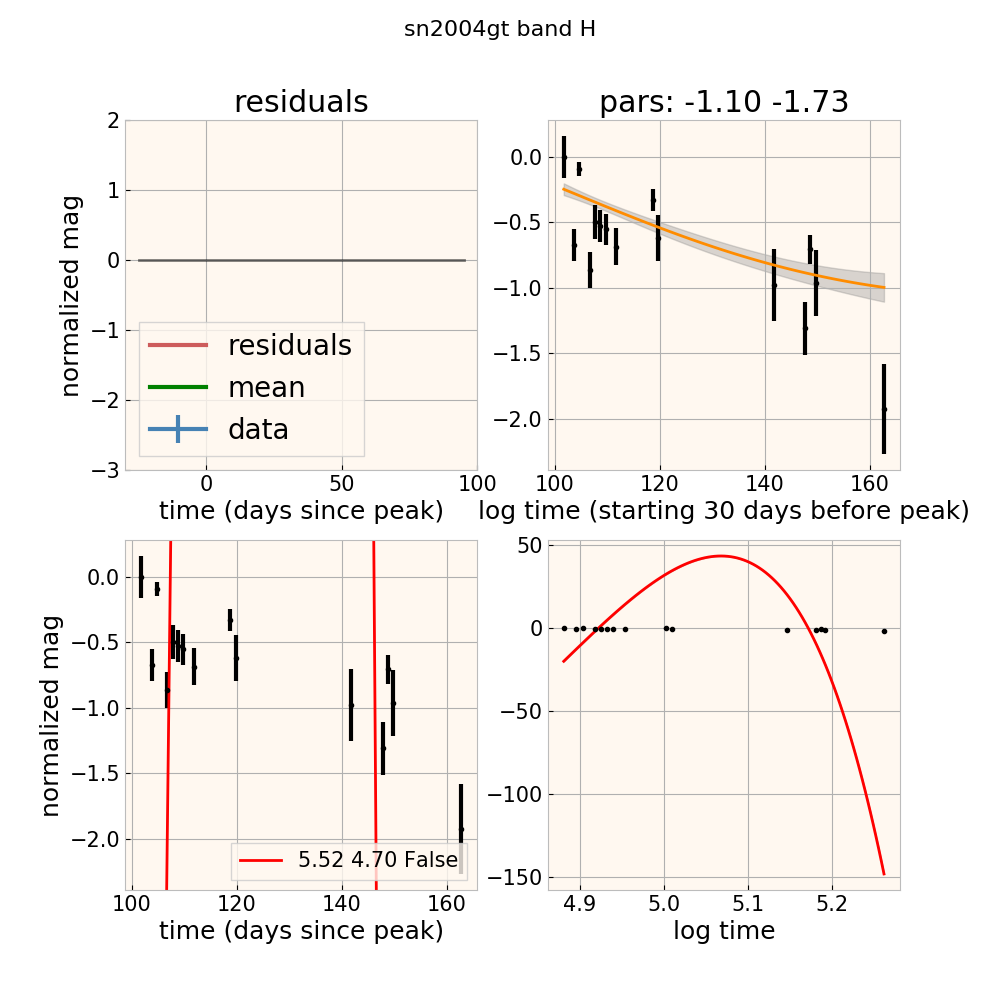 sn2004gt band H
residuals
pars: -1.10 -1.73
normalized mag
2
1
0
−1
−2
−3
residuals
mean
data
0
50
100
time (days since peak)
0.0
−0.5
−1.0
−1.5
−2.0
100
120
140
160
log time (starting 30 days before peak)
normalized mag
0.0
−0.5
−1.0
−1.5
−2.0
5.52 4.70 False
100
120
140
160
time (days since peak)
50
0
−50
−100
−150
4.9
5.0
5.1
5.2
log time